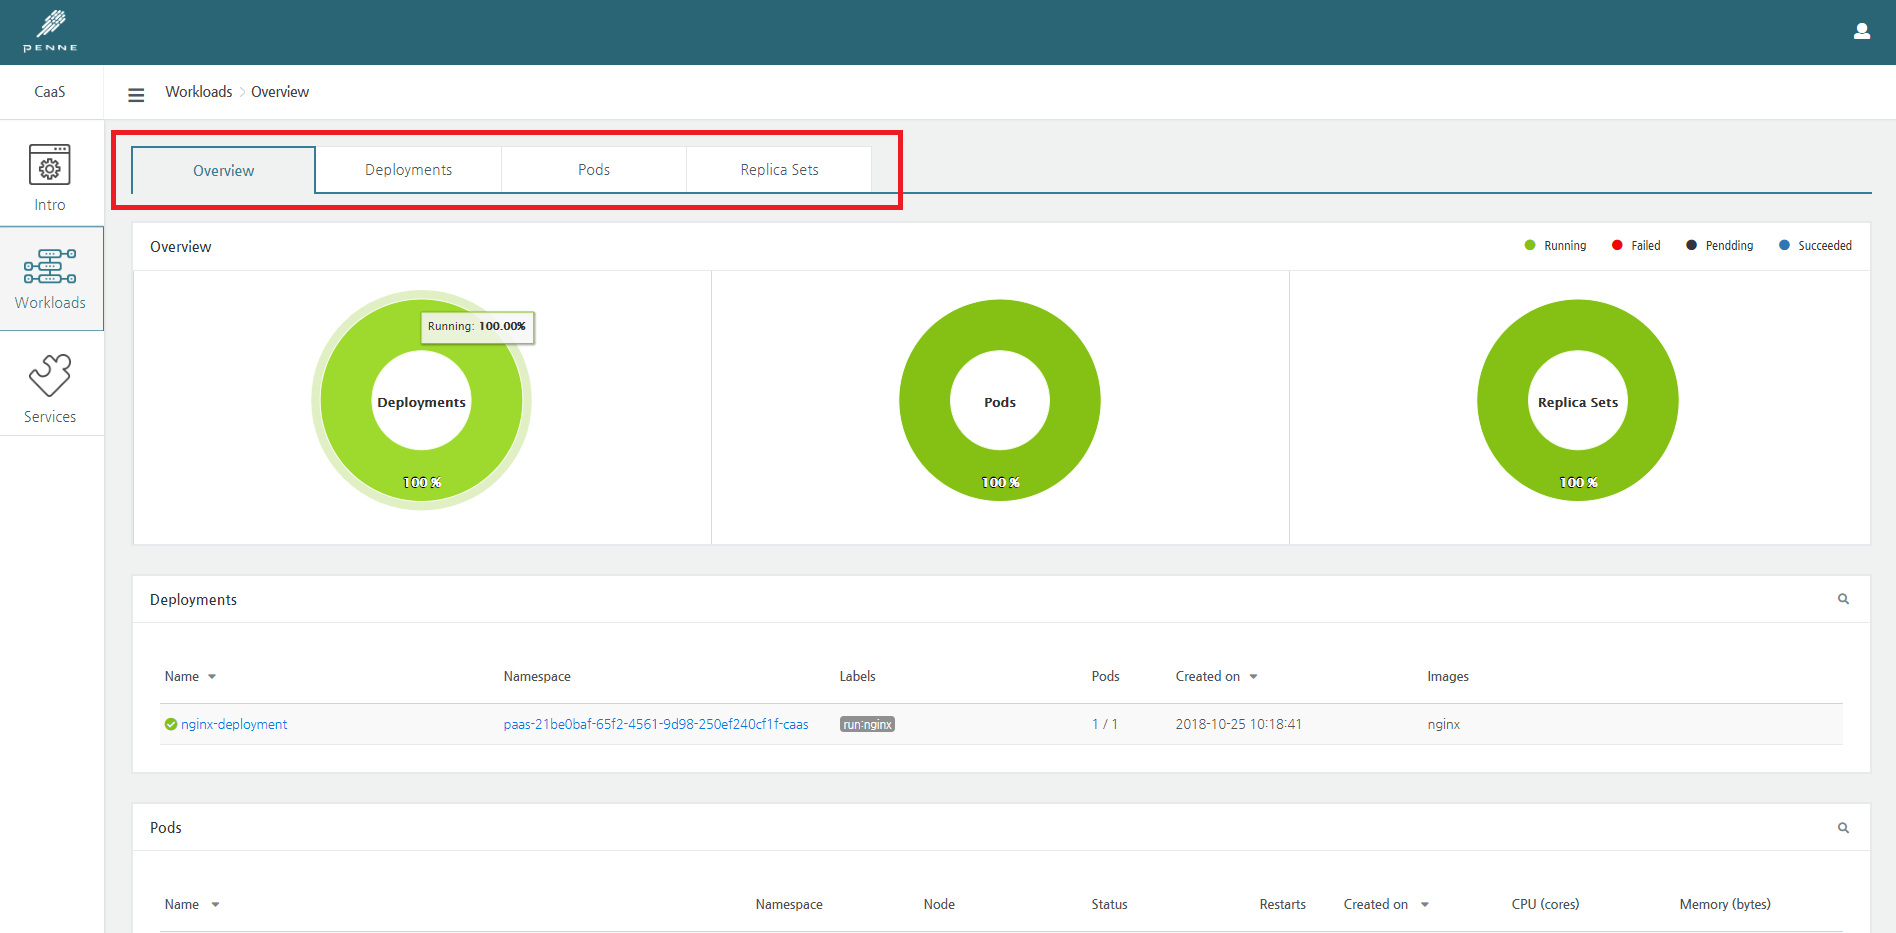 PENNE
CaaS
Workloads > Overview
Intro
Workloads
Services
Overview Deployments Pods Replica Sets
Overview
Running Failed Pendding Succeeded
Running: 100.00%
Deployments
100 %
Pods
100 %
Replica Sets
100 %
Deployments
Name Namespace Labels Pods Created on Images
nginx-deployment paas-21be0baf-65f2-4561-9d98-250ef240cf1f-caas run:nginx 1 / 1 2018-10-25 10:18:41 nginx
Pods
Name Namespace Node Status Restarts Created on CPU (cores) Memory (bytes)